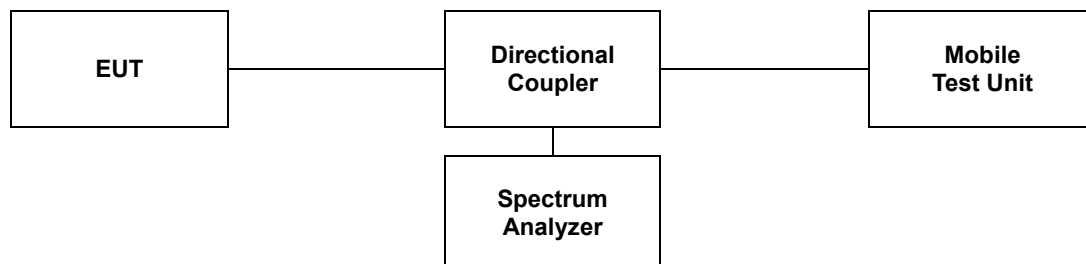 EUT
Directional
Coupler
Mobile
Test Unit
Spectrum
Analyzer